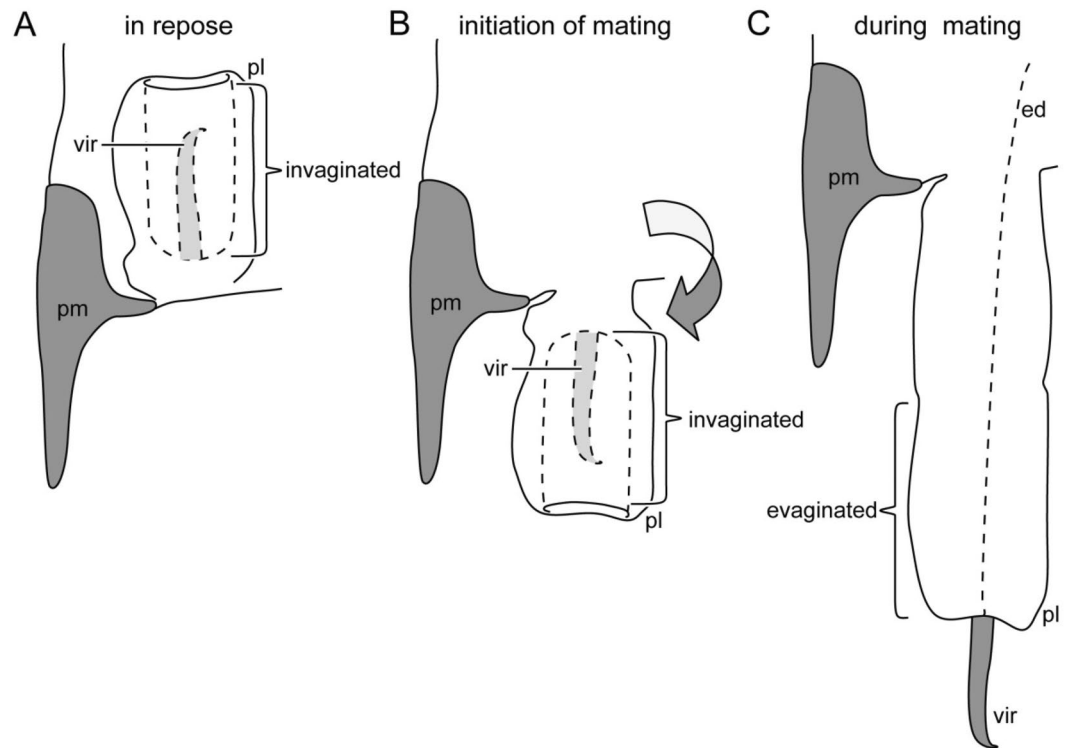 A in repose
pl
vir
invaginated
pm
B initiation of mating
pm
vir
invaginated
pl
C during mating
ed
pm
evaginated
pl
vir